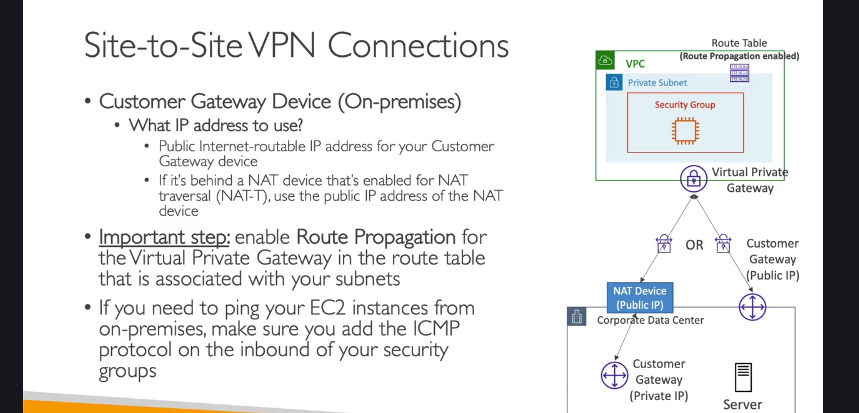 Site-to-Site VPN Connections
• Customer Gateway Device (On-premises)
• What IP address to use?
• Public Internet-routable IP address for your Customer
Gateway device
• If it's behind a NAT device that's enabled for NAT
traversal (NAT-T), use the public IP address of the NAT
device
• Important step: enable Route Propagation for
the Virtual Private Gateway in the route table
that is associated with your subnets
• If you need to ping your EC2 instances from
on-premises, make sure you add the ICMP
protocol on the inbound of your security
groups
Route Table
(Route Propagation enabled)
VPC
Private Subnet
Security Group
Virtual Private
Gateway
OR
Customer
Gateway
(Public IP)
NAT Device
(Public IP)
Corporate Data Center
Customer
Gateway
(Private IP)
Server